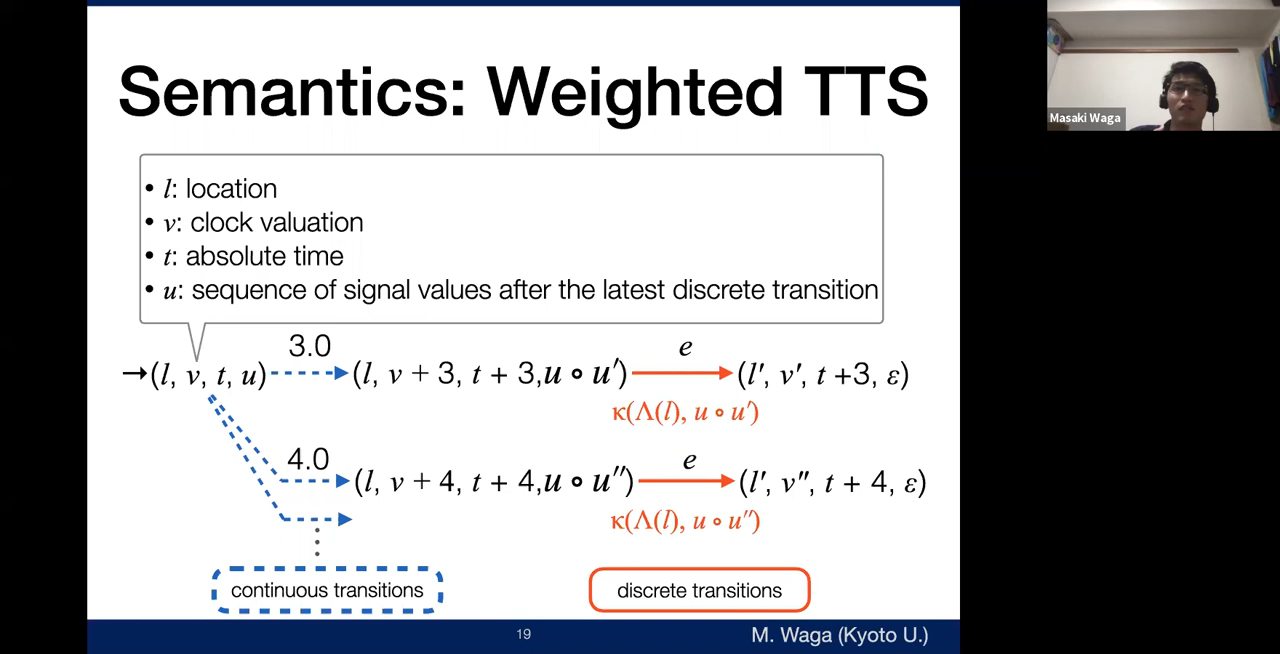 Semantics: Weighted TTS
Masaki Waga
• l: location
• v: clock valuation
• t: absolute time
• u: sequence of signal values after the latest discrete transition
3.0
e
→(l, v, t, u)
(l, v + 3, t + 3,u ∘ u′)
(l′, v′, t +3, ε)
κ(Λ(l), u ∘ u′)
4.0
e
(l, v + 4, t + 4,u ∘ u′′)
(l′, v′′, t + 4, ε)
κ(Λ(l), u ∘ u′′)
continuous transitions
discrete transitions
19
M. Waga (Kyoto U.)